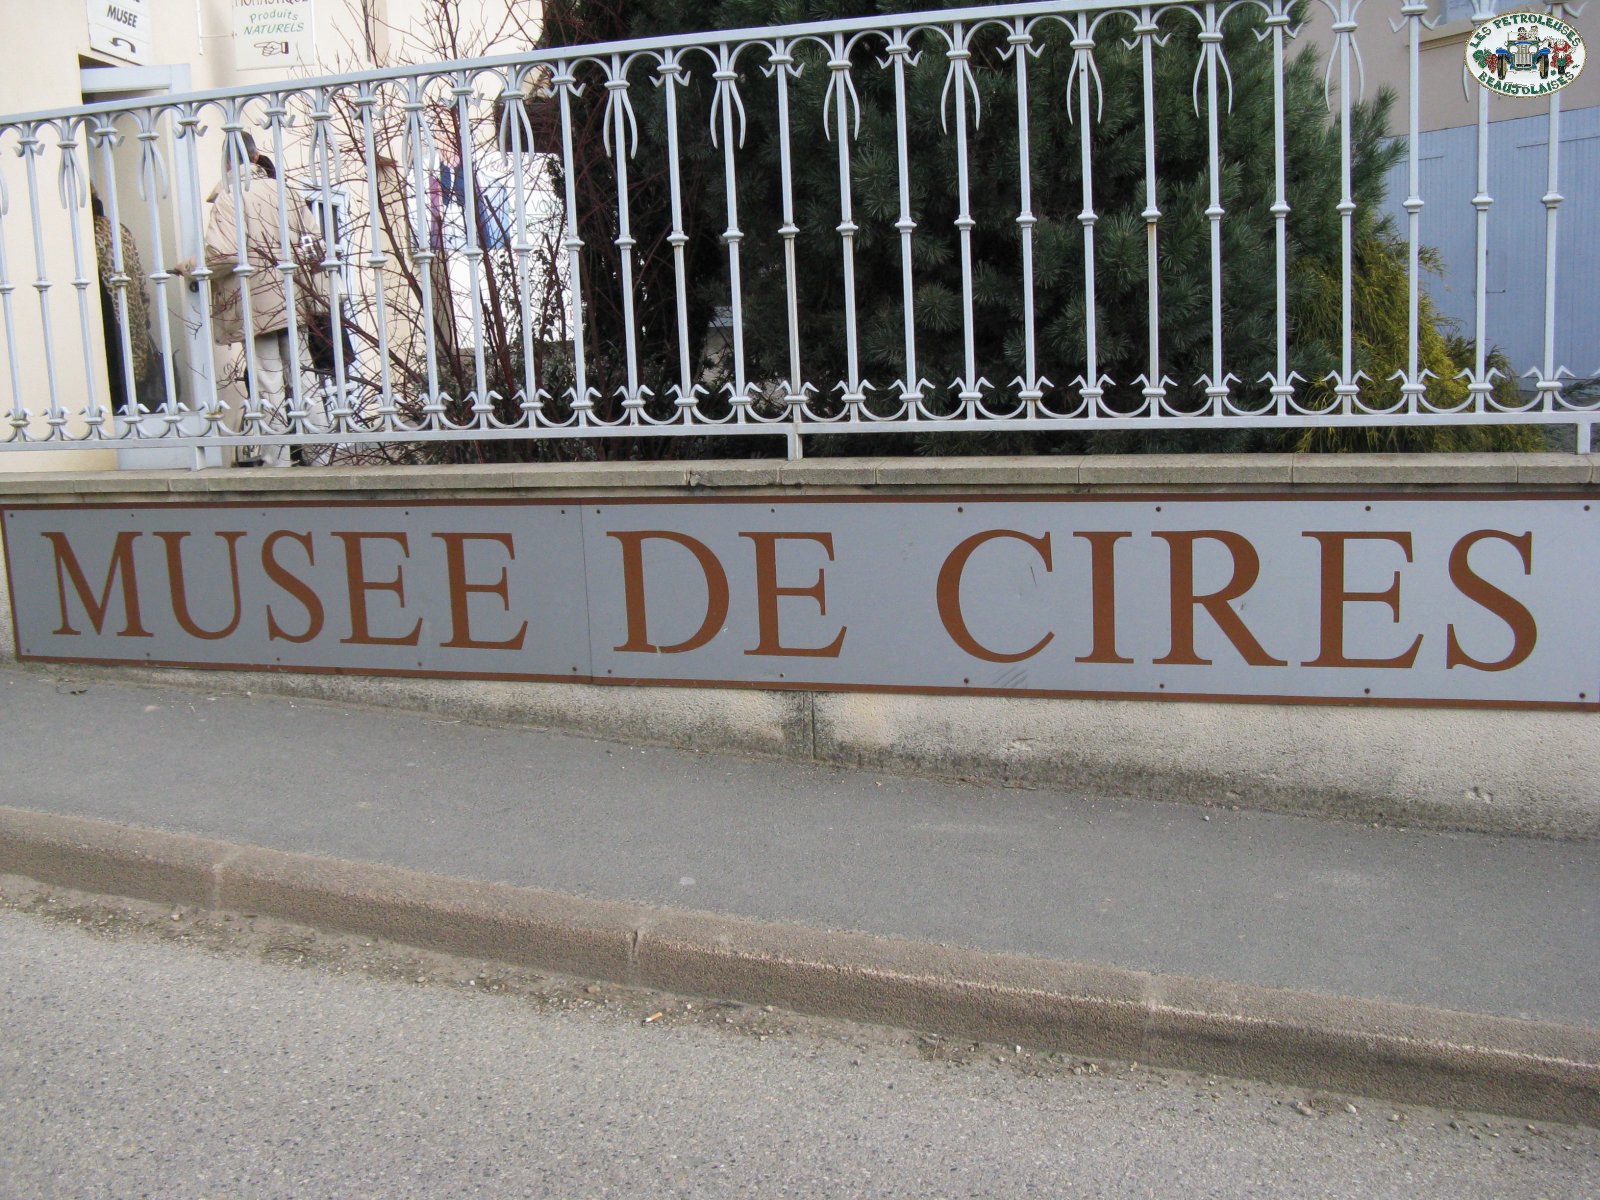 MUSEE
Produits
NATURELS
LES PETROLEUSES
BEAUJOLAISES
MUSEE DE CIRES